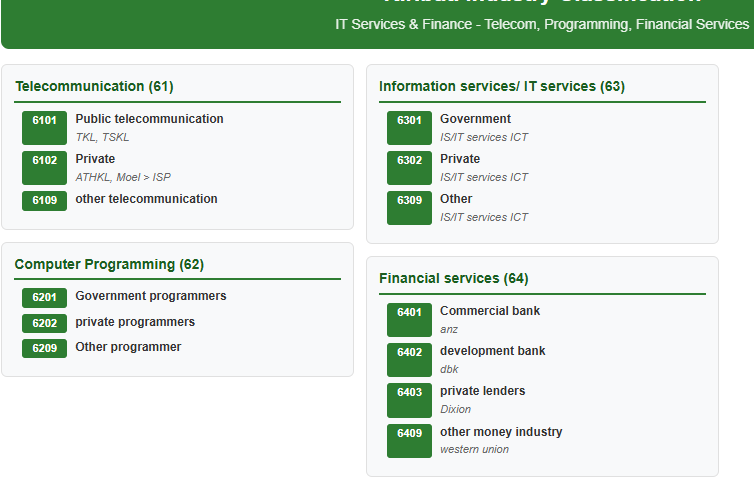 IT Services & Finance - Telecom, Programming, Financial Services
Telecommunication (61)
6101 Public telecommunication
TKL, TSKL
6102 Private
ATHKL, Moel > ISP
6109 other telecommunication
Computer Programming (62)
6201 Government programmers
6202 private programmers
6209 Other programmer
Information services/ IT services (63)
6301 Government
IS/IT services ICT
6302 Private
IS/IT services ICT
6309 Other
IS/IT services ICT
Financial services (64)
6401 Commercial bank
anz
6402 development bank
dbk
6403 private lenders
Dixion
6409 other money industry
western union